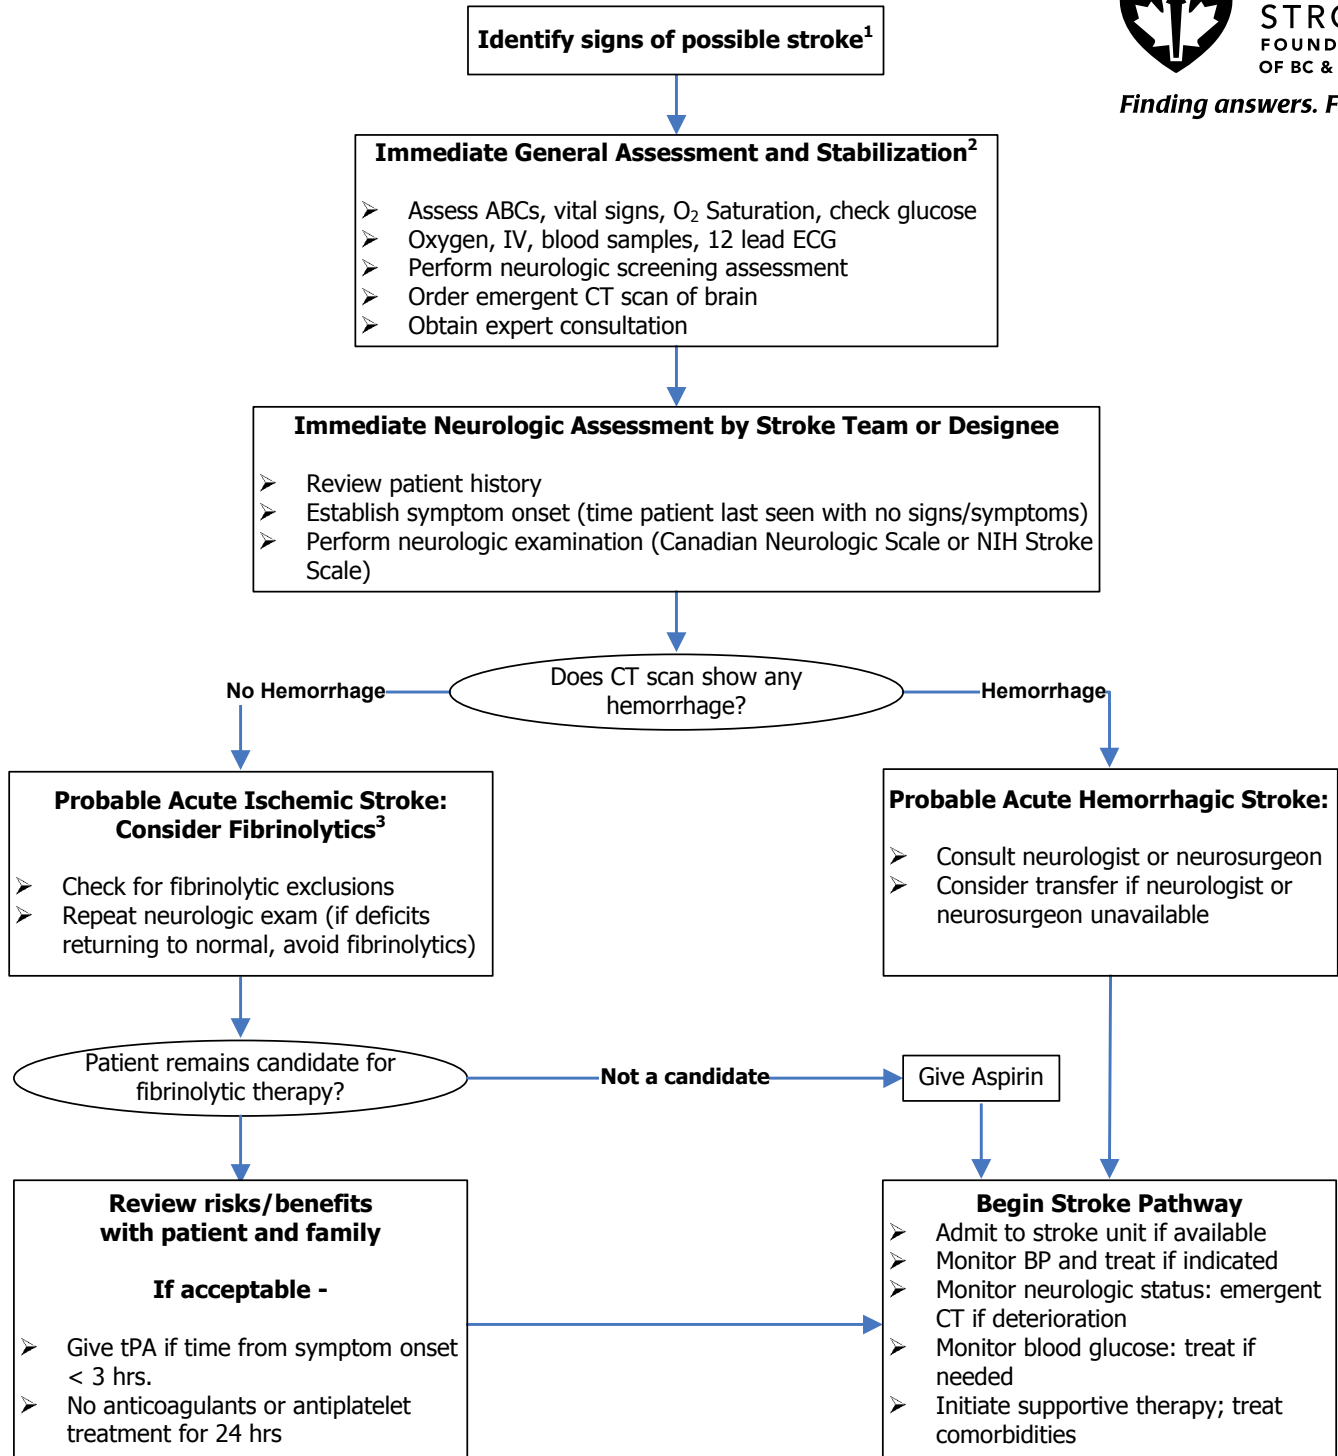 STRO
FOUND
OF BC &
Finding answers. F
Identify signs of possible stroke1
Immediate General Assessment and Stabilization2
➢ Assess ABCs, vital signs, O2 Saturation, check glucose
➢ Oxygen, IV, blood samples, 12 lead ECG
➢ Perform neurologic screening assessment
➢ Order emergent CT scan of brain
➢ Obtain expert consultation
Immediate Neurologic Assessment by Stroke Team or Designee
➢ Review patient history
➢ Establish symptom onset (time patient last seen with no signs/symptoms)
➢ Perform neurologic examination (Canadian Neurologic Scale or NIH Stroke
Scale)
Does CT scan show any
hemorrhage?
No Hemorrhage
Hemorrhage
Probable Acute Ischemic Stroke:
Consider Fibrinolytics3
➢ Check for fibrinolytic exclusions
➢ Repeat neurologic exam (if deficits
returning to normal, avoid fibrinolytics)
Probable Acute Hemorrhagic Stroke:
➢ Consult neurologist or neurosurgeon
➢ Consider transfer if neurologist or
neurosurgeon unavailable
Patient remains candidate for
fibrinolytic therapy?
Not a candidate
Give Aspirin
Review risks/benefits
with patient and family
If acceptable -
➢ Give tPA if time from symptom onset
< 3 hrs.
➢ No anticoagulants or antiplatelet
treatment for 24 hrs
Begin Stroke Pathway
➢ Admit to stroke unit if available
➢ Monitor BP and treat if indicated
➢ Monitor neurologic status: emergent
CT if deterioration
➢ Monitor blood glucose: treat if
needed
➢ Initiate supportive therapy; treat
comorbidities